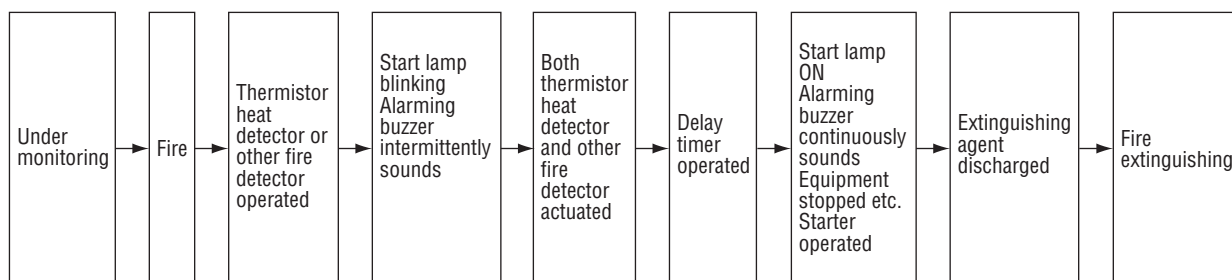 Under
monitoring
Fire
Thermistor
heat
detector or
other fire
detector
operated
Start lamp
blinking
Alarming
buzzer
intermittently
sounds
Both
thermistor
heat
detector
and other
fire
detector
actuated
Delay
timer
operated
Start lamp
ON
Alarming
buzzer
continuously
sounds
Equipment
stopped etc.
Starter
operated
Extinguishing
agent
discharged
Fire
extinguishing